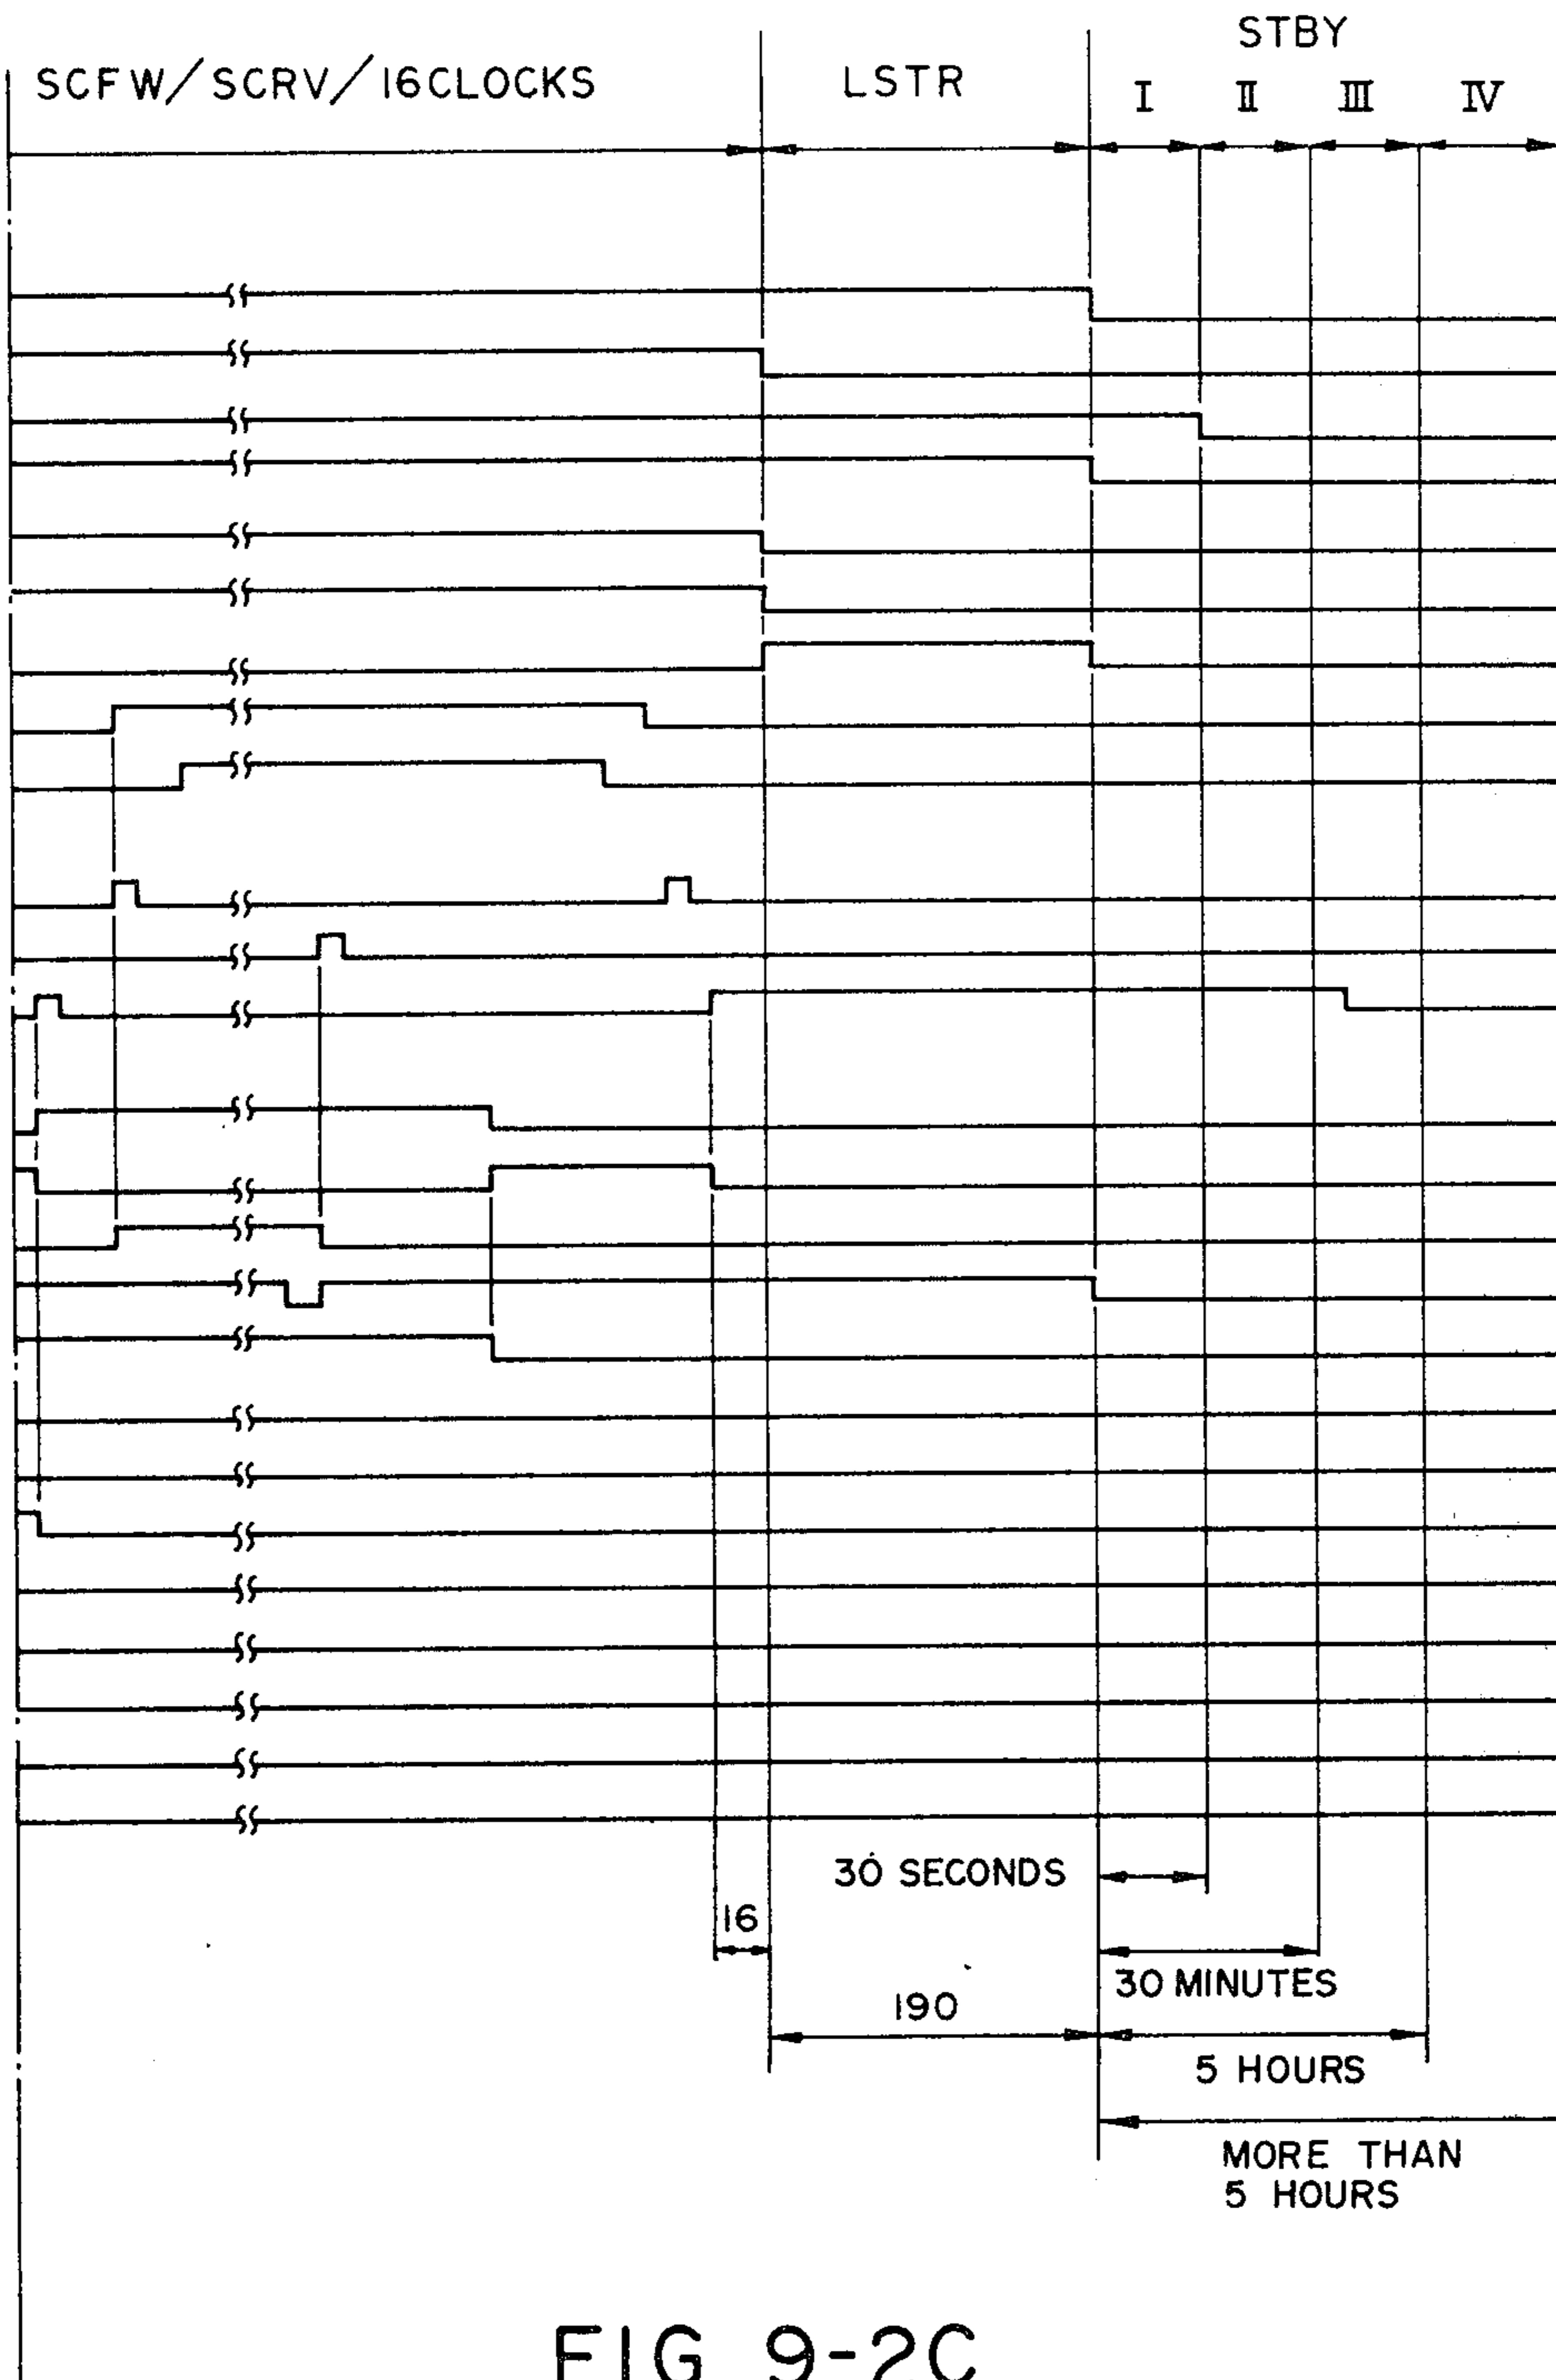 STBY
SCFW/SCRV/16CLOCKS
LSTR
I
II
III
IV
30 SECONDS
16
30 MINUTES
190
5 HOURS
MORE THAN
5 HOURS
FIG 9-2C